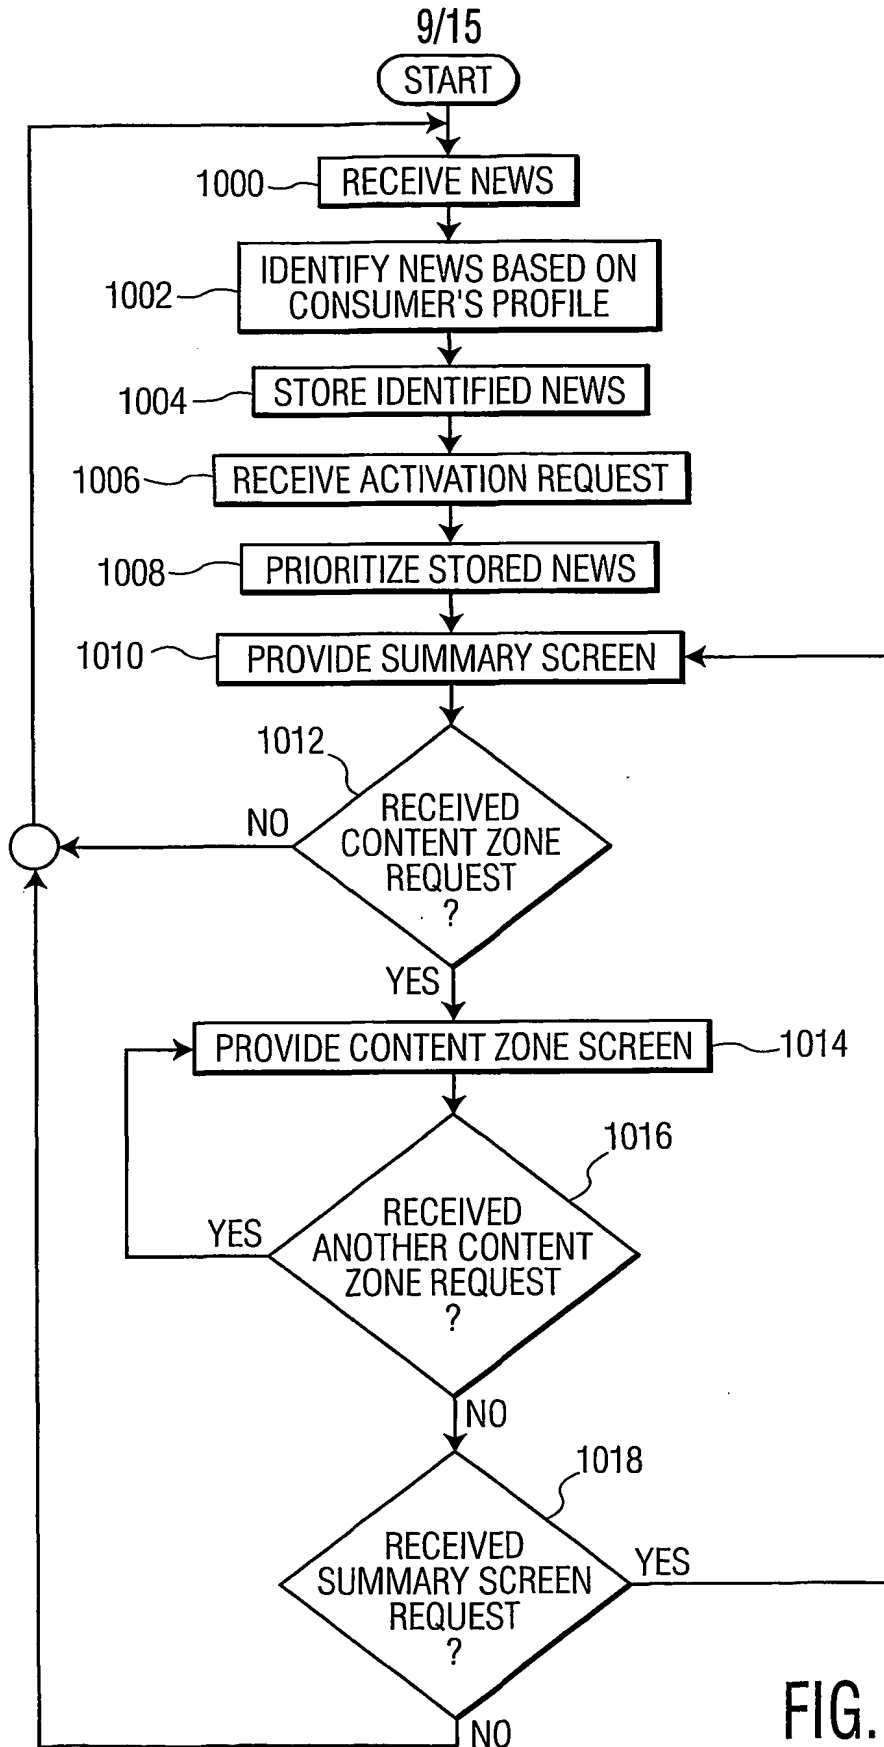 9/15
START
1000
RECEIVE NEWS
1002
IDENTIFY NEWS BASED ON
CONSUMER'S PROFILE
1004
STORE IDENTIFIED NEWS
1006
RECEIVE ACTIVATION REQUEST
1008
PRIORITIZE STORED NEWS
1010
PROVIDE SUMMARY SCREEN
1012
RECEIVED
CONTENT ZONE
REQUEST
?
NO
YES
PROVIDE CONTENT ZONE SCREEN
1014
1016
RECEIVED
ANOTHER CONTENT
ZONE REQUEST
?
YES
NO
1018
RECEIVED
SUMMARY SCREEN
REQUEST
?
YES
NO
FIG.